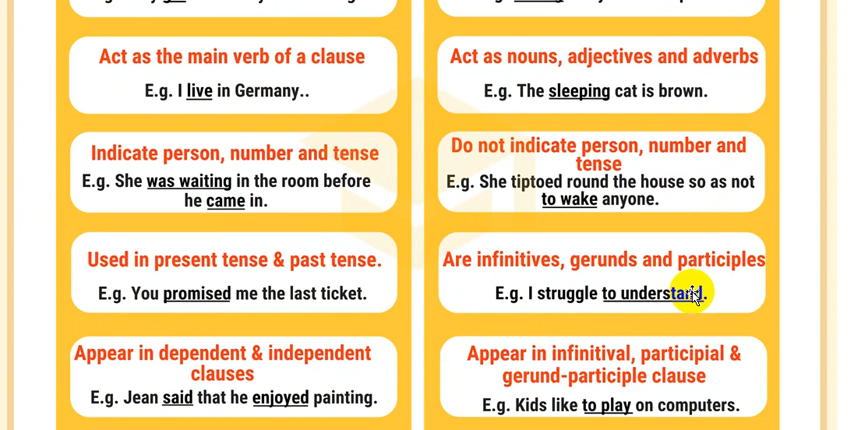 Act as the main verb of a clause
E.g. I live in Germany..
Indicate person, number and tense
E.g. She was waiting in the room before
he came in.
Used in present tense & past tense.
E.g. You promised me the last ticket.
Appear in dependent & independent
clauses
E.g. Jean said that he enjoyed painting.
Act as nouns, adjectives and adverbs
E.g. The sleeping cat is brown.
Do not indicate person, number and
tense
E.g. She tiptoed round the house so as not
to wake anyone.
Are infinitives, gerunds and participles
E.g. I struggle to understand.
Appear in infinitival, participial &
gerund-participle clause
E.g. Kids like to play on computers.